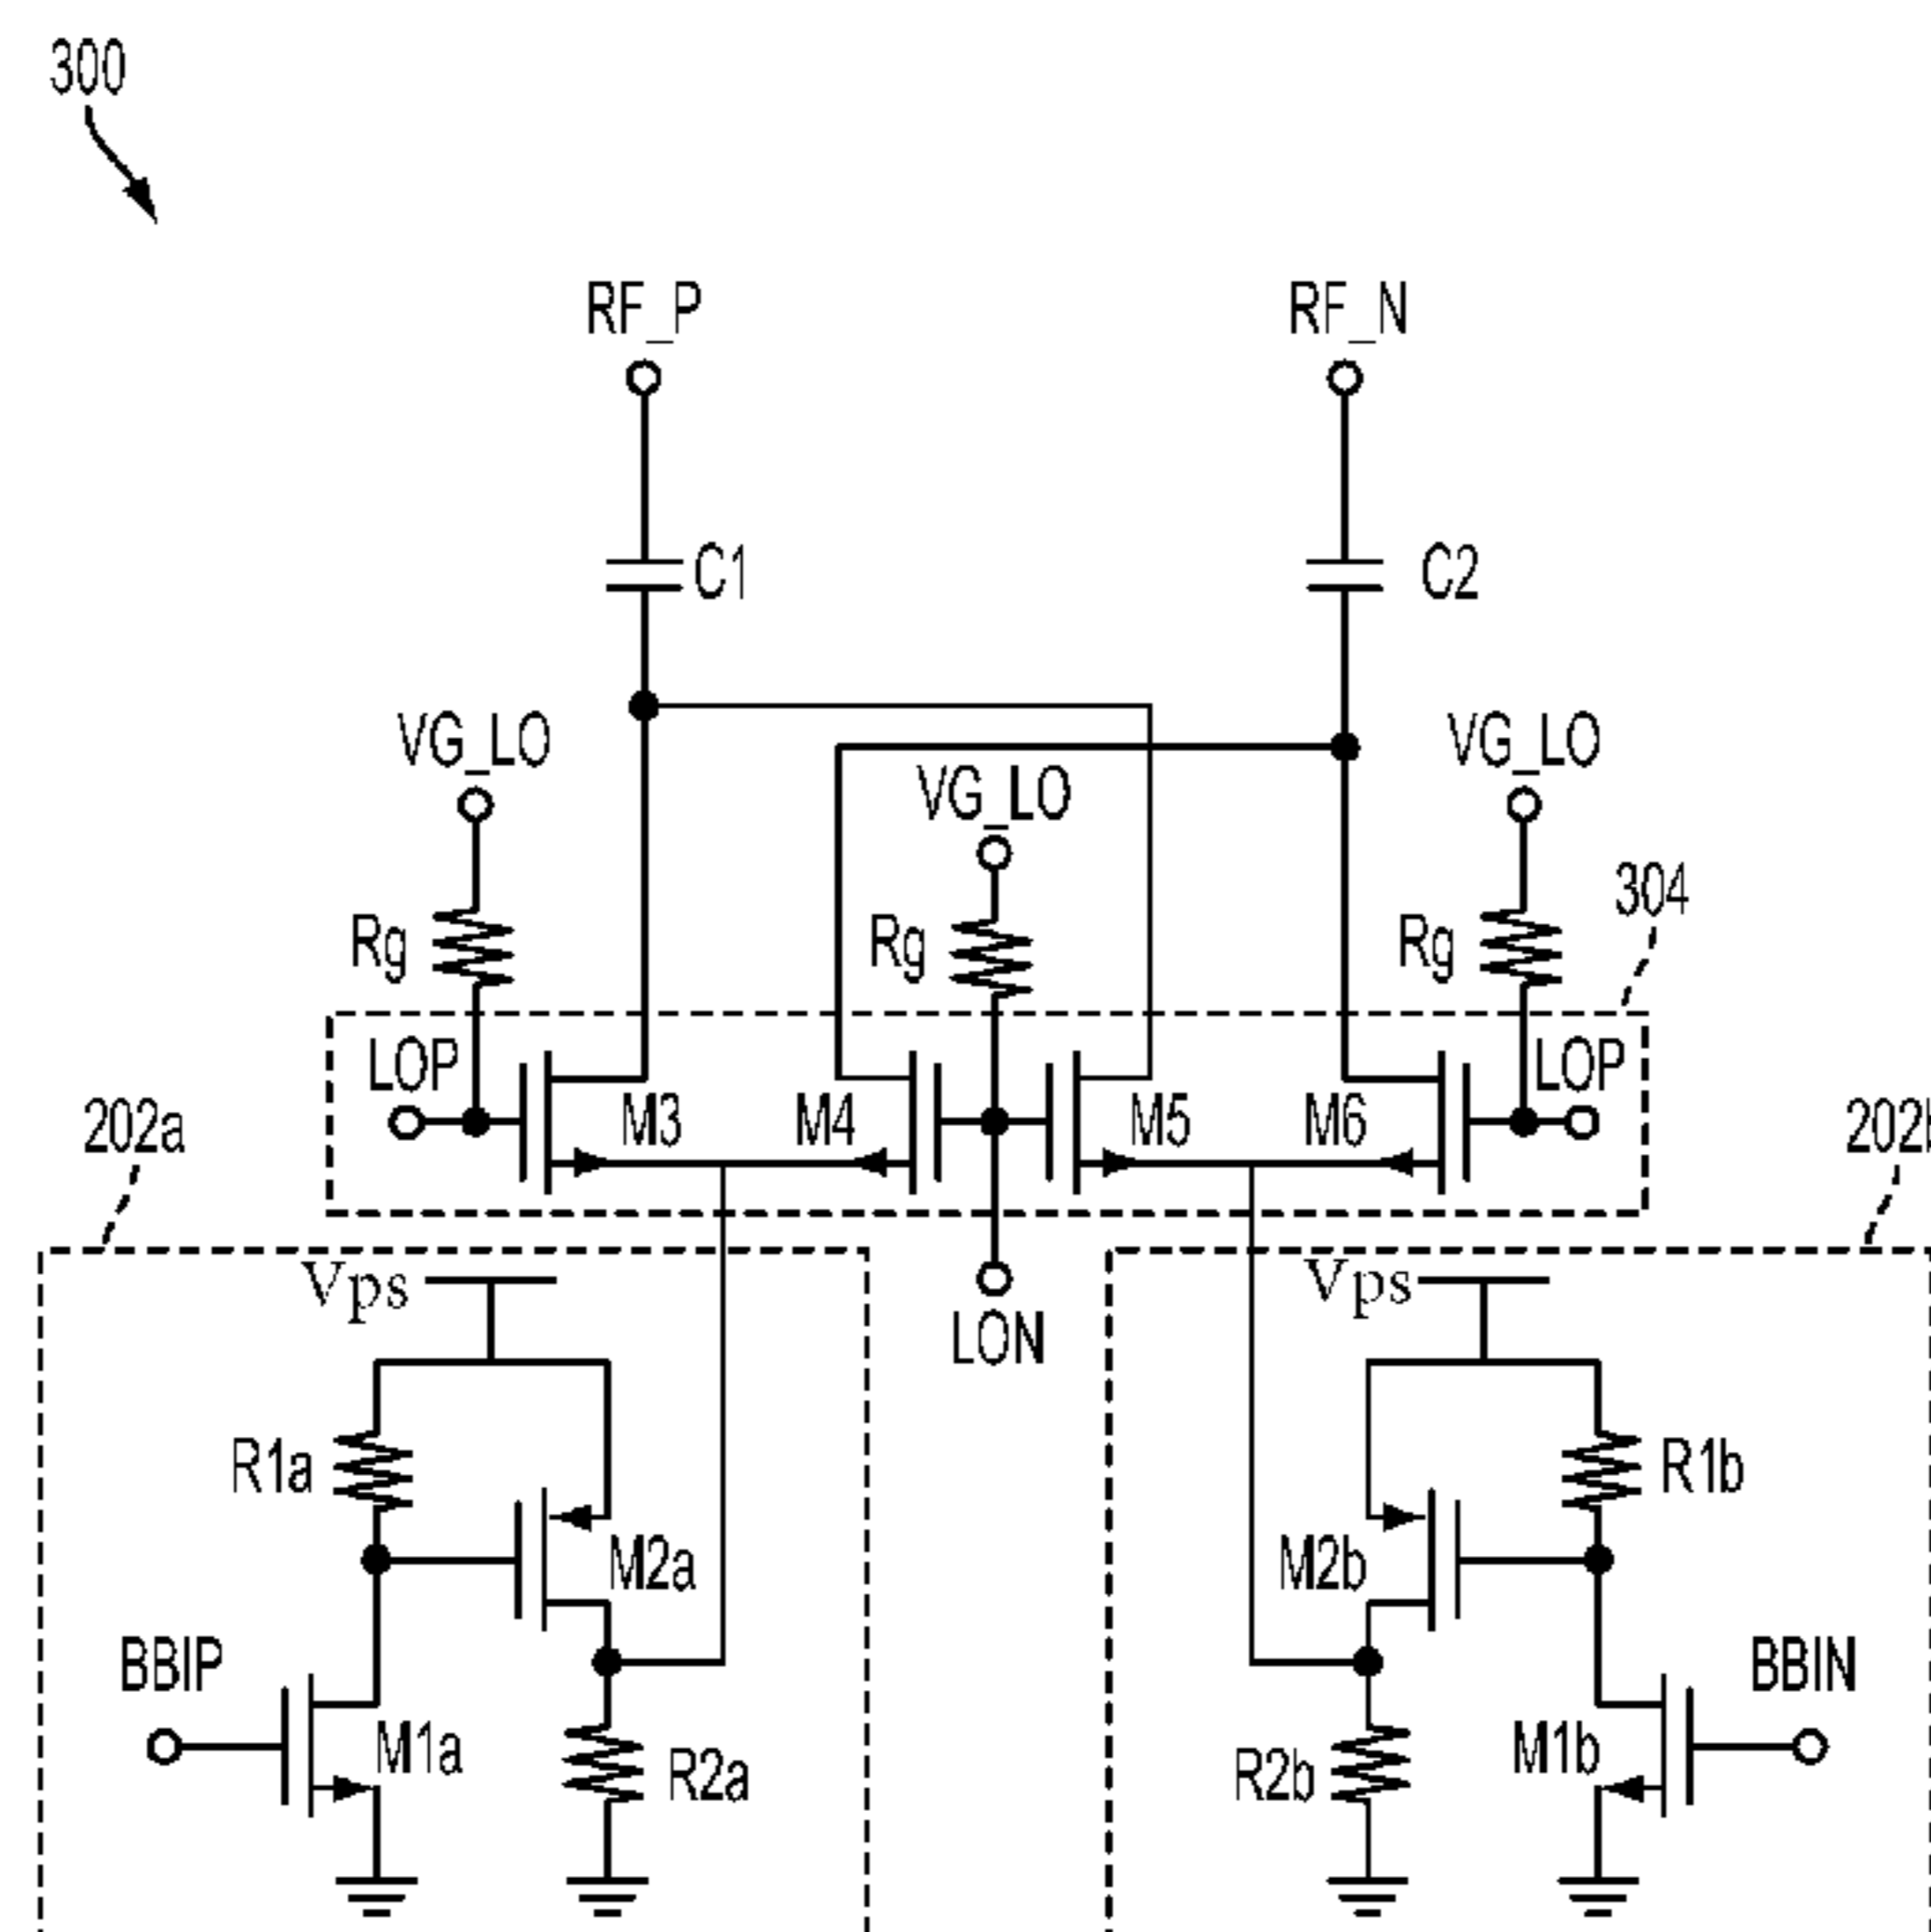 300
RF_P
RF_N
C1
C2
VG_LO
VG_LO
VG_LO
304
Rg
Rg
Rg
LOP
LOP
202a
M3
M4
M5
M6
202b
Vps
Vps
LON
R1a
R1b
M2a
M2b
BBIP
BBIN
M1a
M1b
R2a
R2b